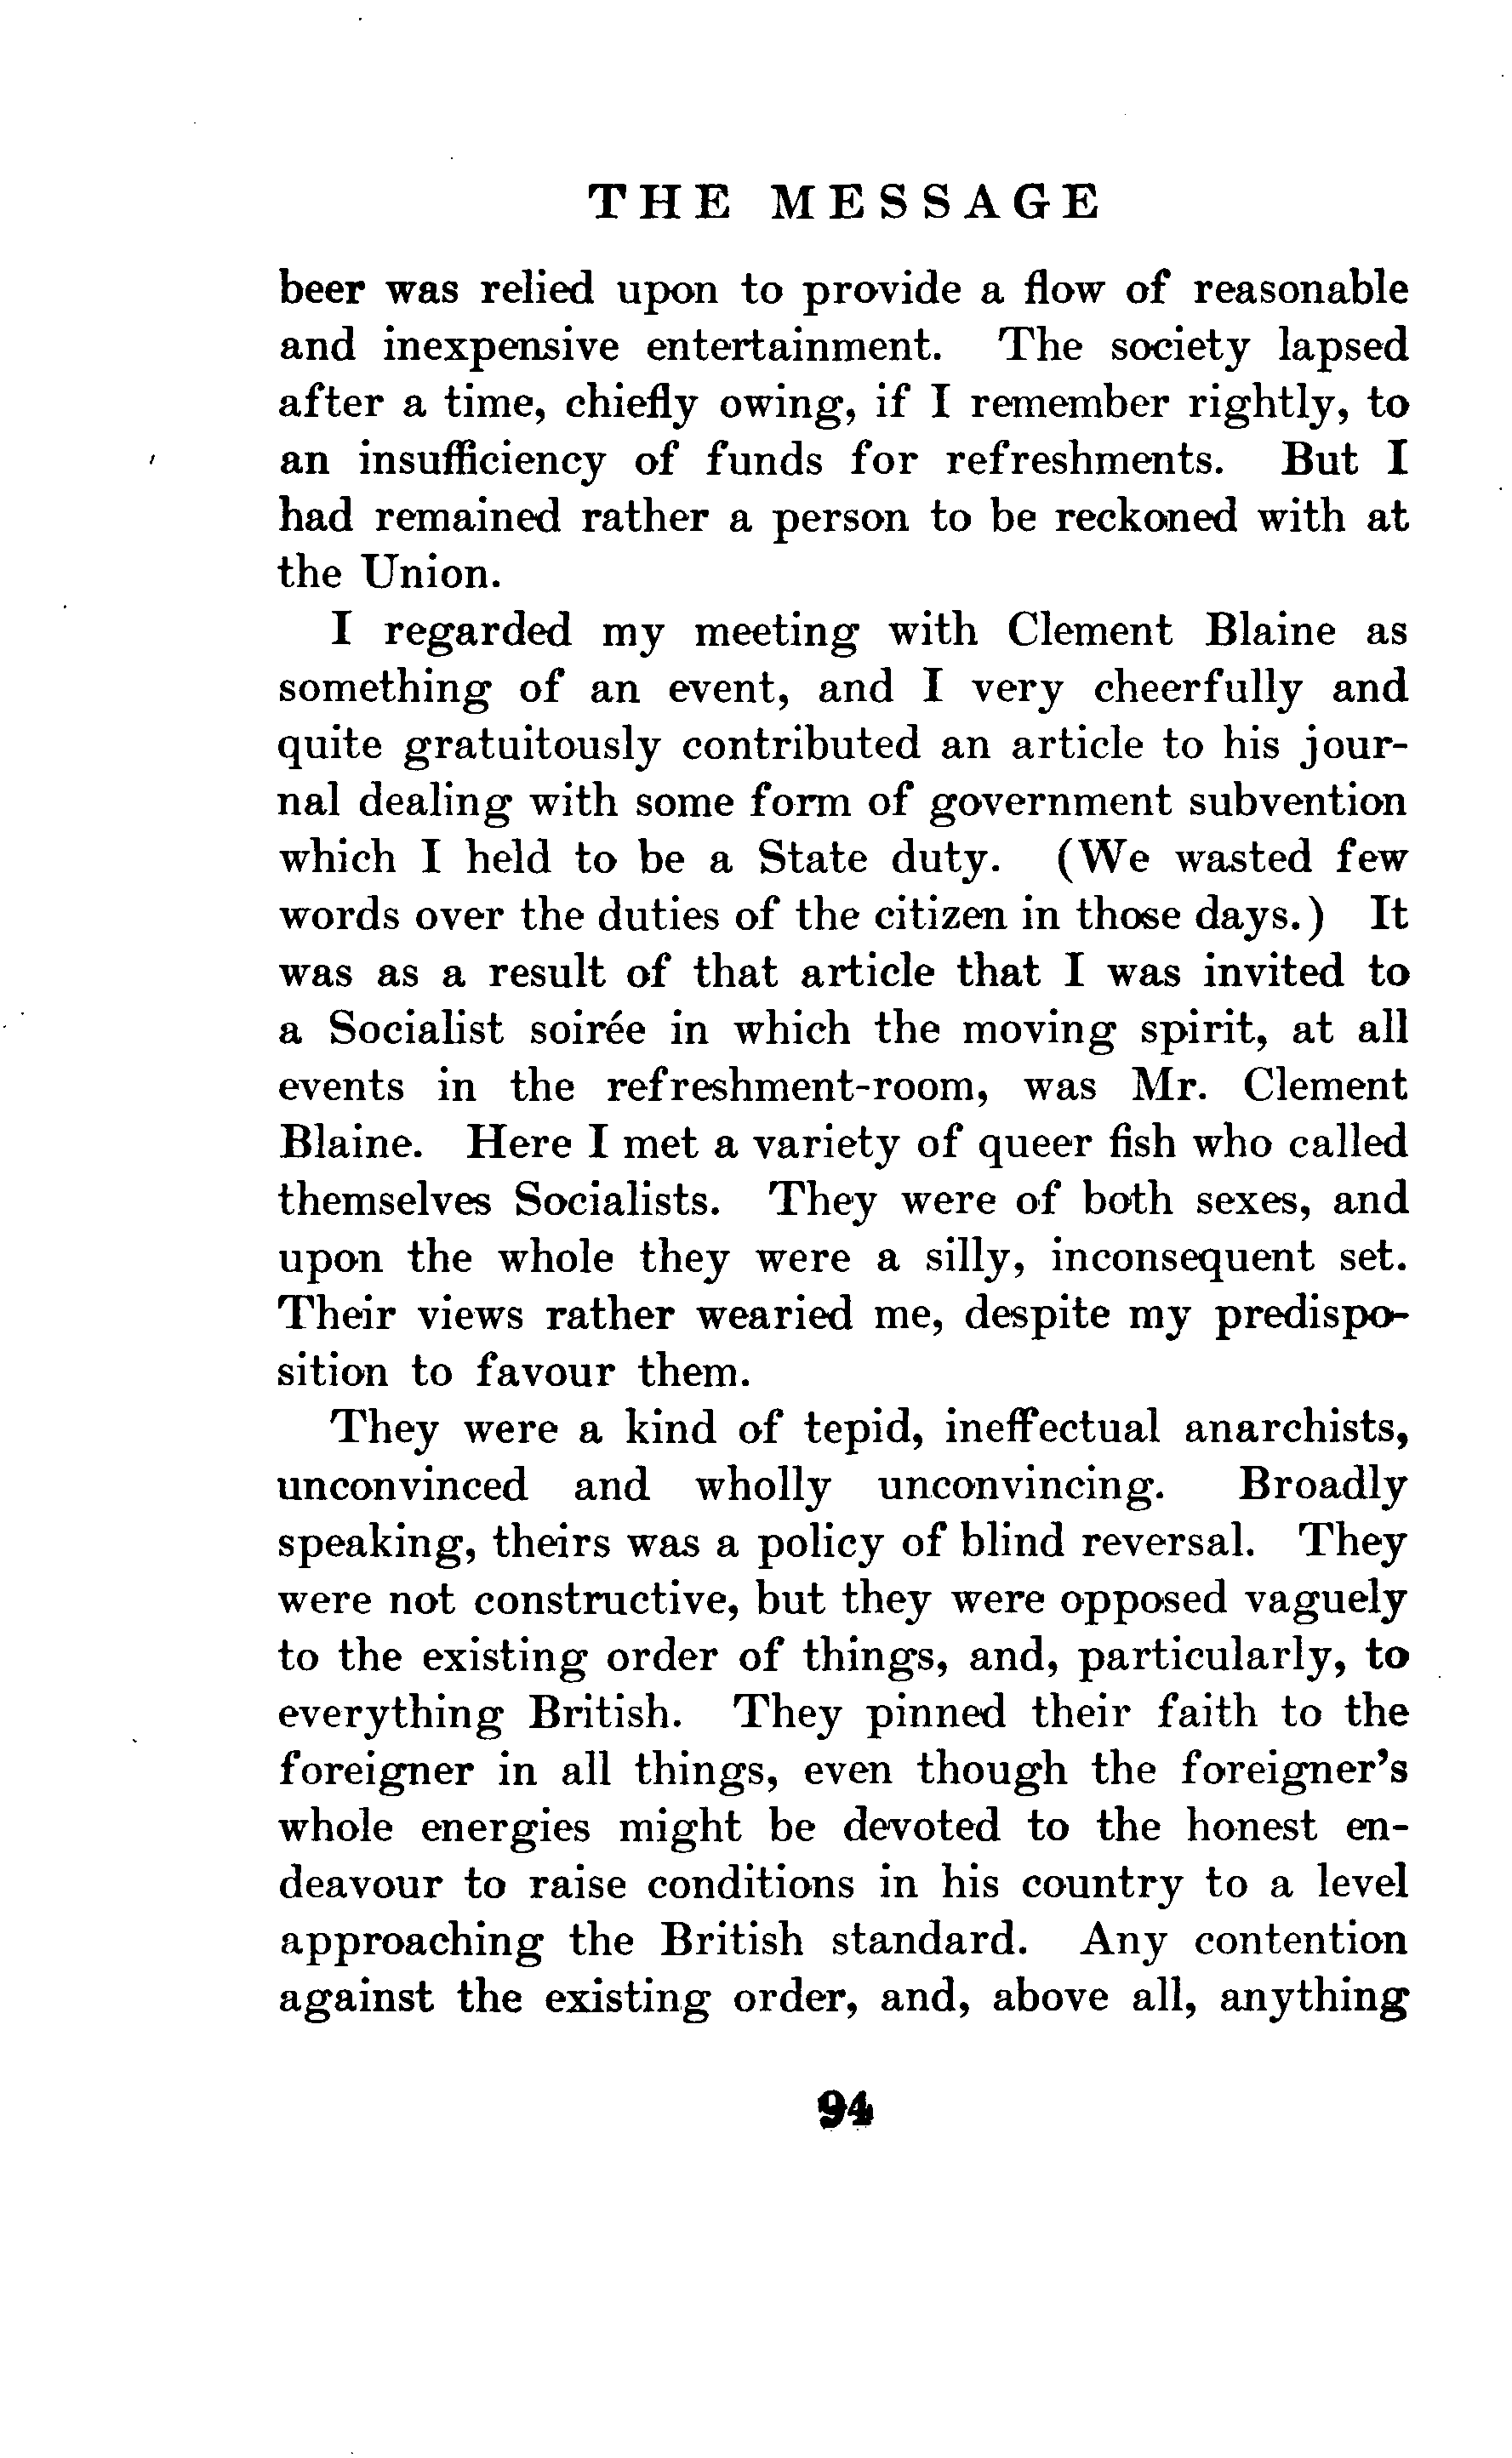 THE MESSAGE
beer was relied upon to provide a flow of reasonable
and inexpensive entertainment. The society lapsed
after a time, chiefly owing, if I remember rightly, to
an insufficiency of funds for refreshments. But I
had remained rather a person to be reckoned with at
the Union.
I regarded my meeting with Clement Blaine as
something of an event, and I very cheerfully and
quite gratuitously contributed an article to his jour-
nal dealing with some form of government subvention
which I held to be a State duty. (We wasted few
words over the duties of the citizen in those days.) It
was as a result of that article that I was invited to
a Socialist soirée in which the moving spirit, at all
events in the refreshment-room, was Mr. Clement
Blaine. Here I met a variety of queer fish who called
themselves Socialists. They were of both sexes, and
upon the whole they were a silly, inconsequent set.
Their views rather wearied me, despite my predispo-
sition to favour them.
They were a kind of tepid, ineffectual anarchists,
unconvinced and wholly unconvincing. Broadly
speaking, theirs was a policy of blind reversal. They
were not constructive, but they were opposed vaguely
to the existing order of things, and, particularly, to
everything British. They pinned their faith to the
foreigner in all things, even though the foreigner's
whole energies might be devoted to the honest en-
deavour to raise conditions in his country to a level
approaching the British standard. Any contention
against the existing order, and, above all, anything
94